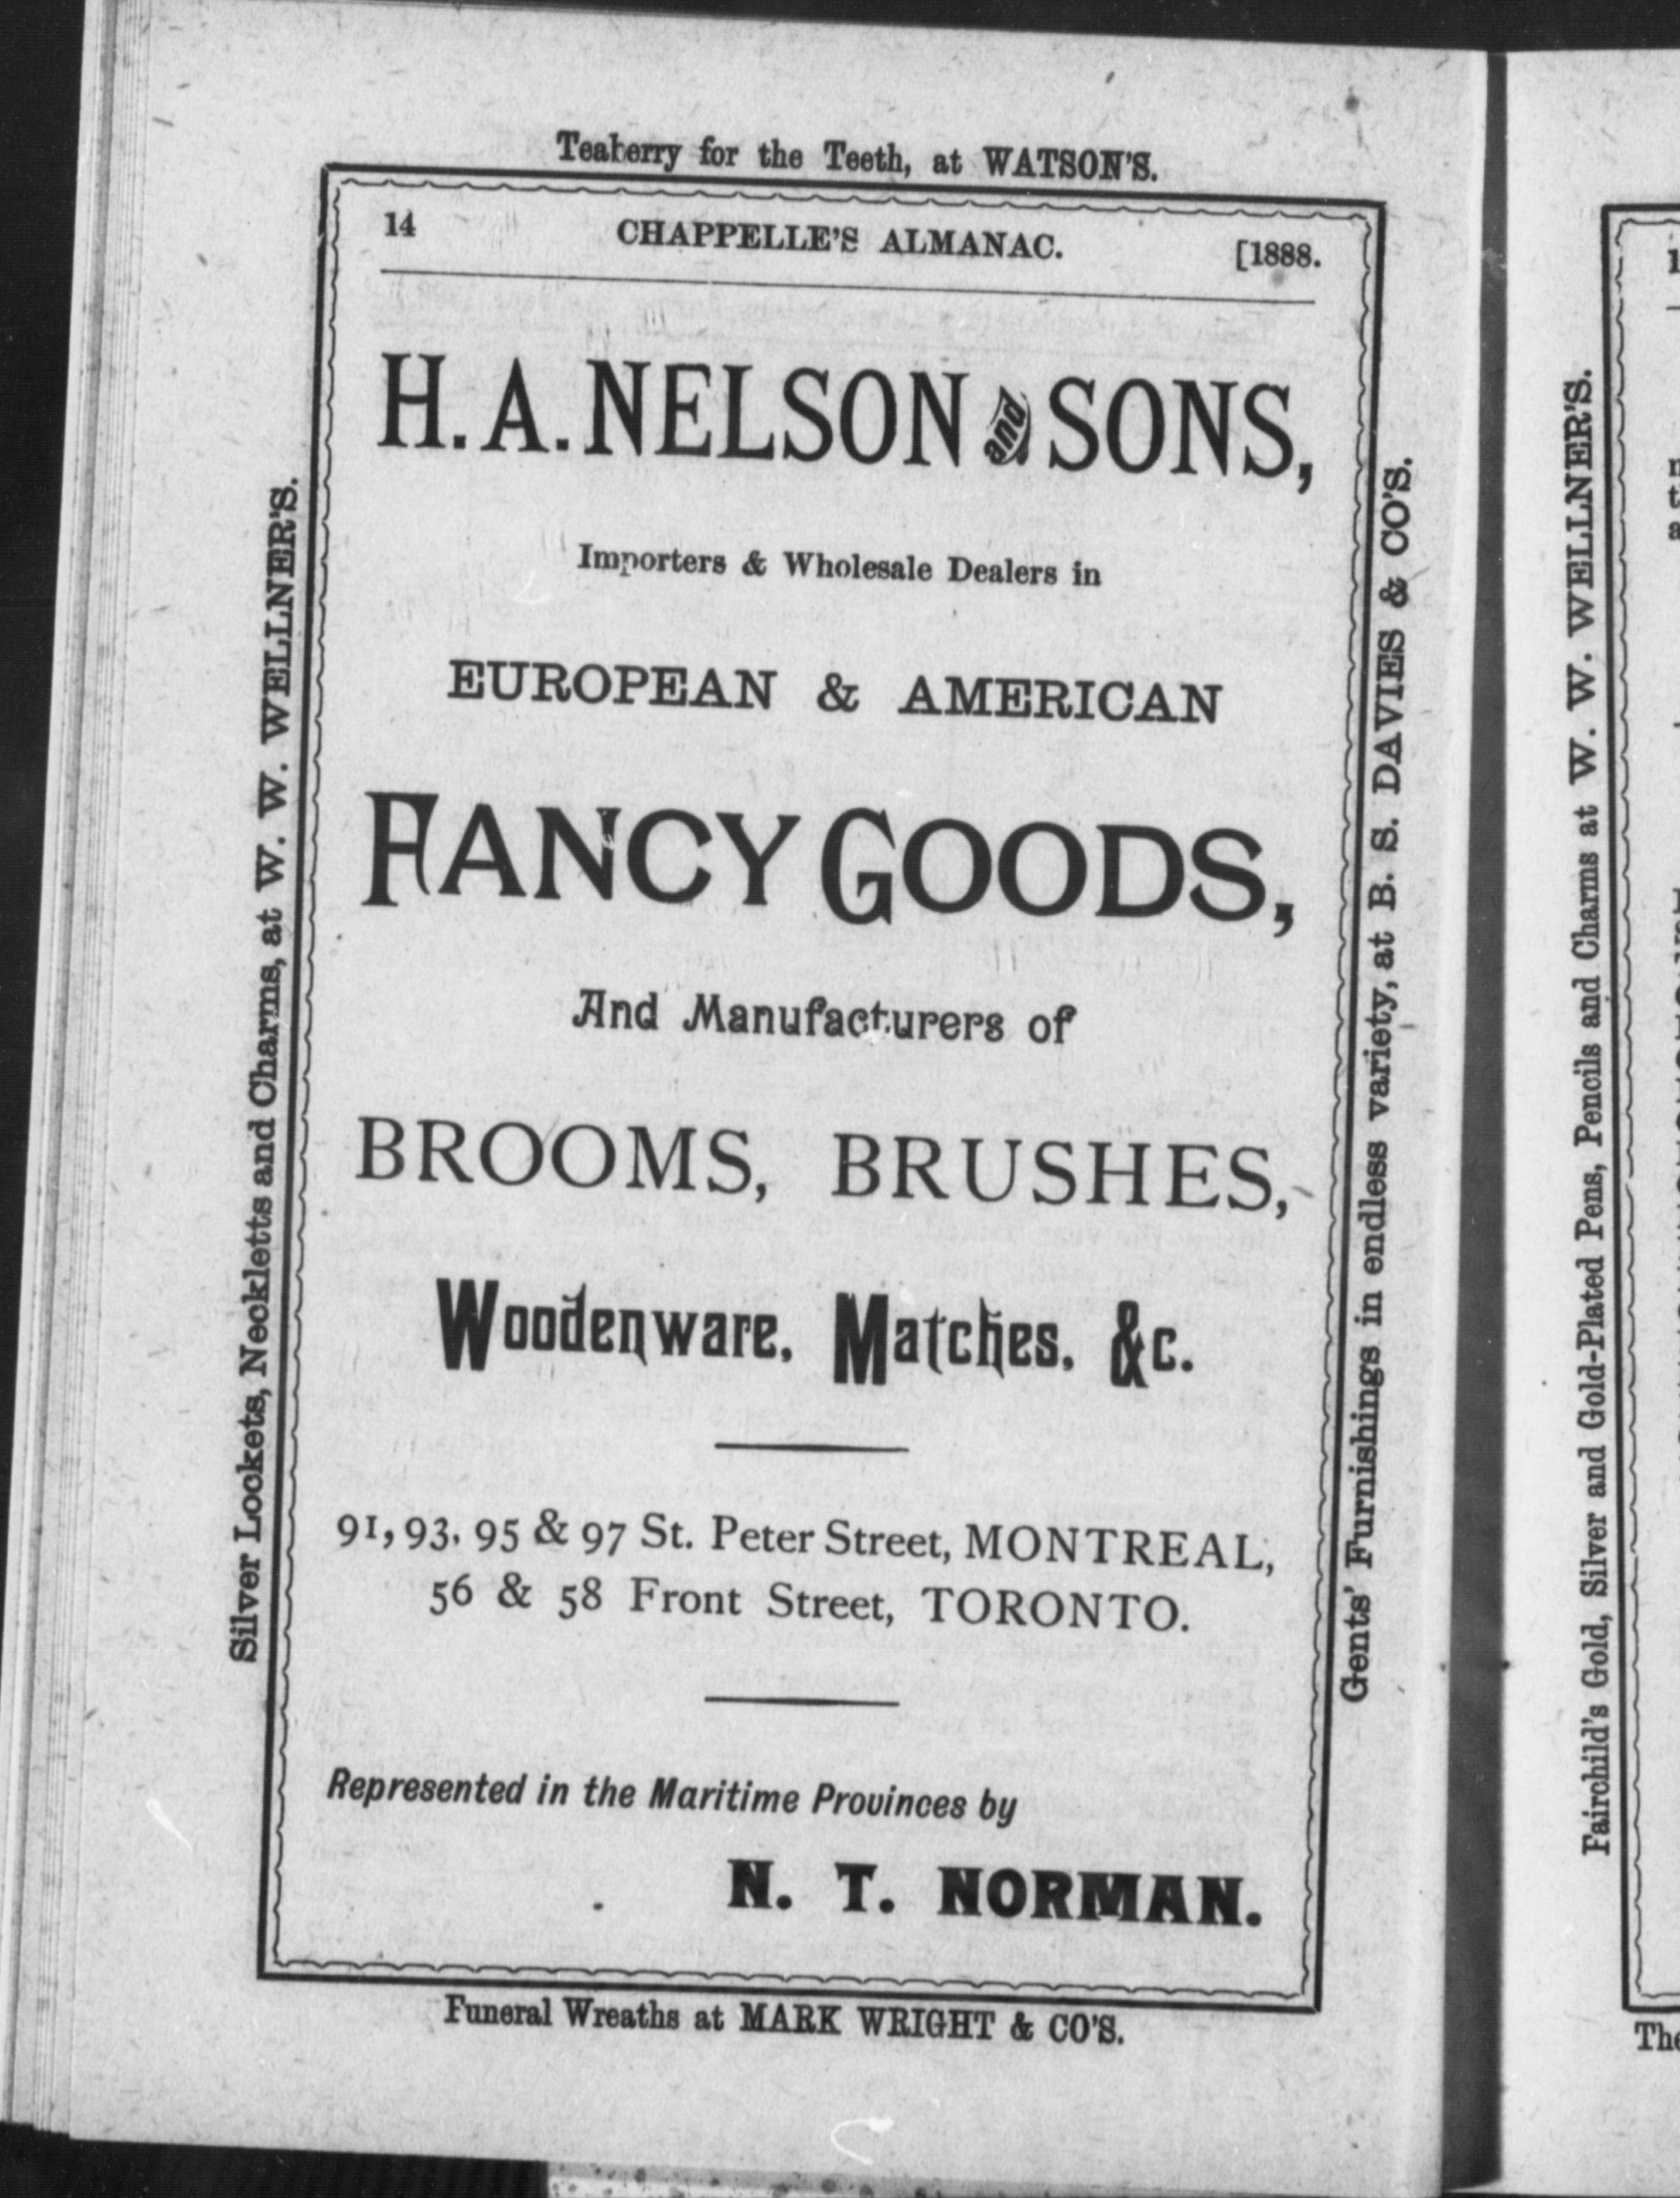 Teaberry for the Teeth, at WATSON'S.
14 CHAPPELLE'S ALMANAC. [1888.
H. A. NELSON and SONS,
Importers & Wholesale Dealers in
EUROPEAN & AMERICAN
FANCY GOODS,
And Manufacturers of
BROOMS, BRUSHES,
Woodenware, Matches, &c.
91, 93, 95 & 97 St. Peter Street, MONTREAL,
56 & 58 Front Street, TORONTO.
Represented in the Maritime Provinces by
N. T. NORMAN.
Funeral Wreaths at MARK WRIGHT & CO'S.
Silver Lockets, Neckletts and Charms, at W. W. WELLNER'S.
Gents' Furnishings in endless variety, at B. S. DAVIES & CO'S.
Fairchild's Gold, Silver and Gold-Plated Pens, Pencils and Charms at W. W. WELLNER'S.